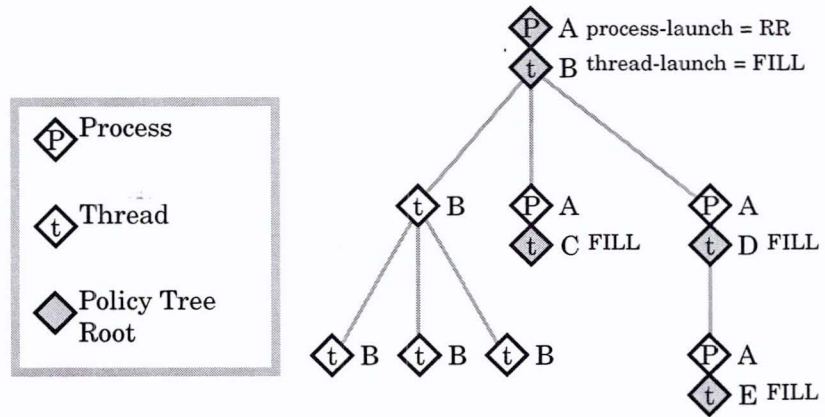 P A process-launch = RR
t B thread-launch = FILL
P Process
t Thread
Policy Tree
Root
t B
P A
t C FILL
P A
t D FILL
t B
t B
t B
P A
t E FILL